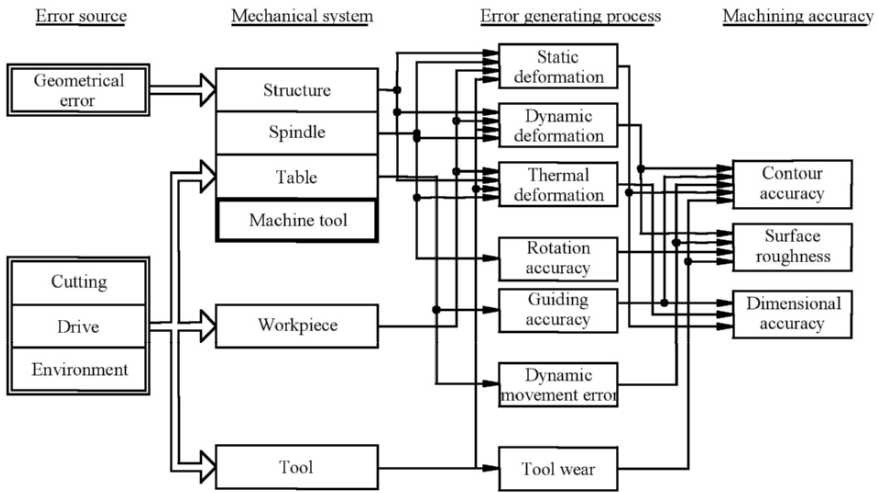 Error source
Mechanical system
Error generating process
Machining accuracy
Geometrical
error
Structure
Spindle
Table
Machine tool
Cutting
Drive
Environment
Workpiece
Tool
Static
deformation
Dynamic
deformation
Thermal
deformation
Rotation
accuracy
Guiding
accuracy
Dynamic
movement error
Tool wear
Contour
accuracy
Surface
roughness
Dimensional
accuracy